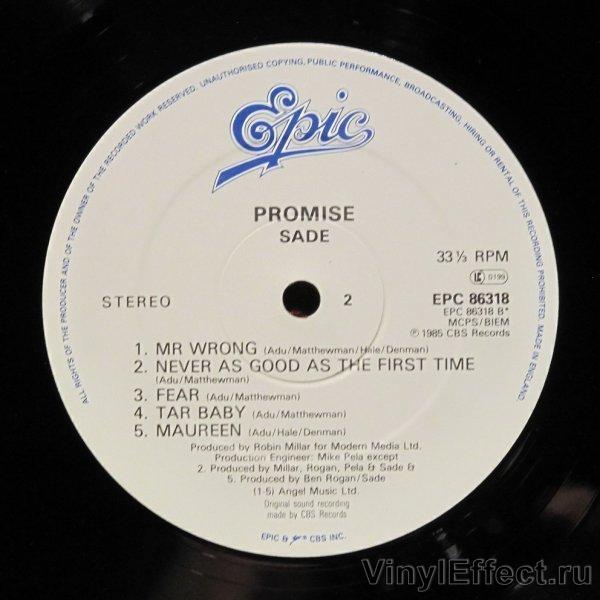 ALL RIGHTS OF THE PRODUCER AND OF THE OWNER OF THE RECORDED WORK RESERVED. UNAUTHORISED COPYING, PUBLIC PERFORMANCE, BROADCASTING, HIRING OR RENTAL OF THIS RECORDING PROHIBITED. MADE IN ENGLAND
Epic
PROMISE
SADE
33⅓ RPM
LC 0199
STEREO
2
EPC 86318
EPC 86318 B*
MCPS/BIEM
℗ 1985 CBS Records
1. MR WRONG (Adu/Matthewman/Hale/Denman)
2. NEVER AS GOOD AS THE FIRST TIME
(Adu/Matthewman)
3. FEAR (Adu/Matthewman)
4. TAR BABY (Adu/Matthewman)
5. MAUREEN (Adu/Hale/Denman)
Produced by Robin Millar for Modern Media Ltd.
Production Engineer: Mike Pela except
2. Produced by Millar, Rogan, Pela & Sade &
5. Produced by Ben Rogan/Sade
(1-5) Angel Music Ltd.
Original sound recording
made by CBS Records
EPIC & ® CBS INC.
VinylEffect.ru